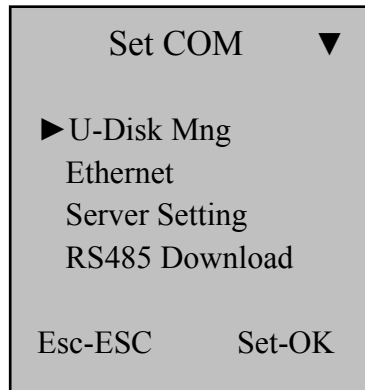 Set COM ▼
►U-Disk Mng
Ethernet
Server Setting
RS485 Download
Esc-ESC Set-OK